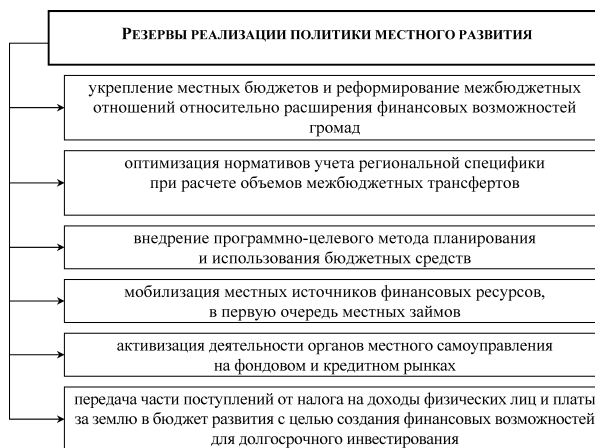 РЕЗЕРВЫ РЕАЛИЗАЦИИ ПОЛИТИКИ МЕСТНОГО РАЗВИТИЯ
укрепление местных бюджетов и реформирование межбюджетных
отношений относительно расширения финансовых возможностей
громад
оптимизация нормативов учета региональной специфики
при расчете объемов межбюджетных трансфертов
внедрение программно-целевого метода планирования
и использования бюджетных средств
мобилизация местных источников финансовых ресурсов,
в первую очередь местных займов
активизация деятельности органов местного самоуправления
на фондовом и кредитном рынках
передача части поступлений от налога на доходы физических лиц и платы
за землю в бюджет развития с целью создания финансовых возможностей
для долгосрочного инвестирования